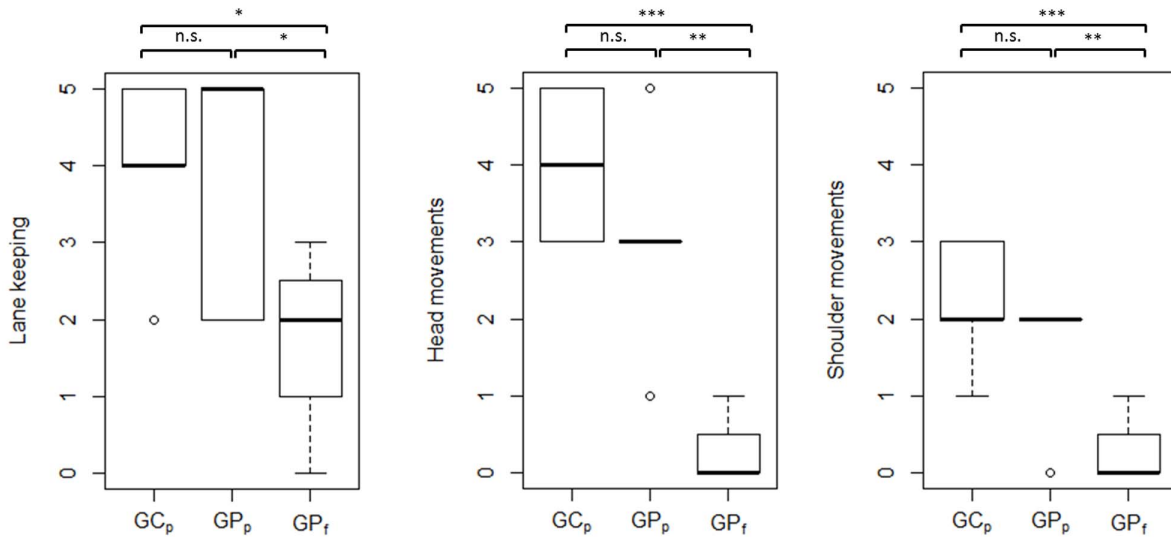 *
n.s.
*
5
4
3
2
1
0
Lane keeping
GCp
GPp
GPf
***
n.s.
**
5
4
3
2
1
0
Head movements
GCp
GPp
GPf
***
n.s.
**
5
4
3
2
1
0
Shoulder movements
GCp
GPp
GPf